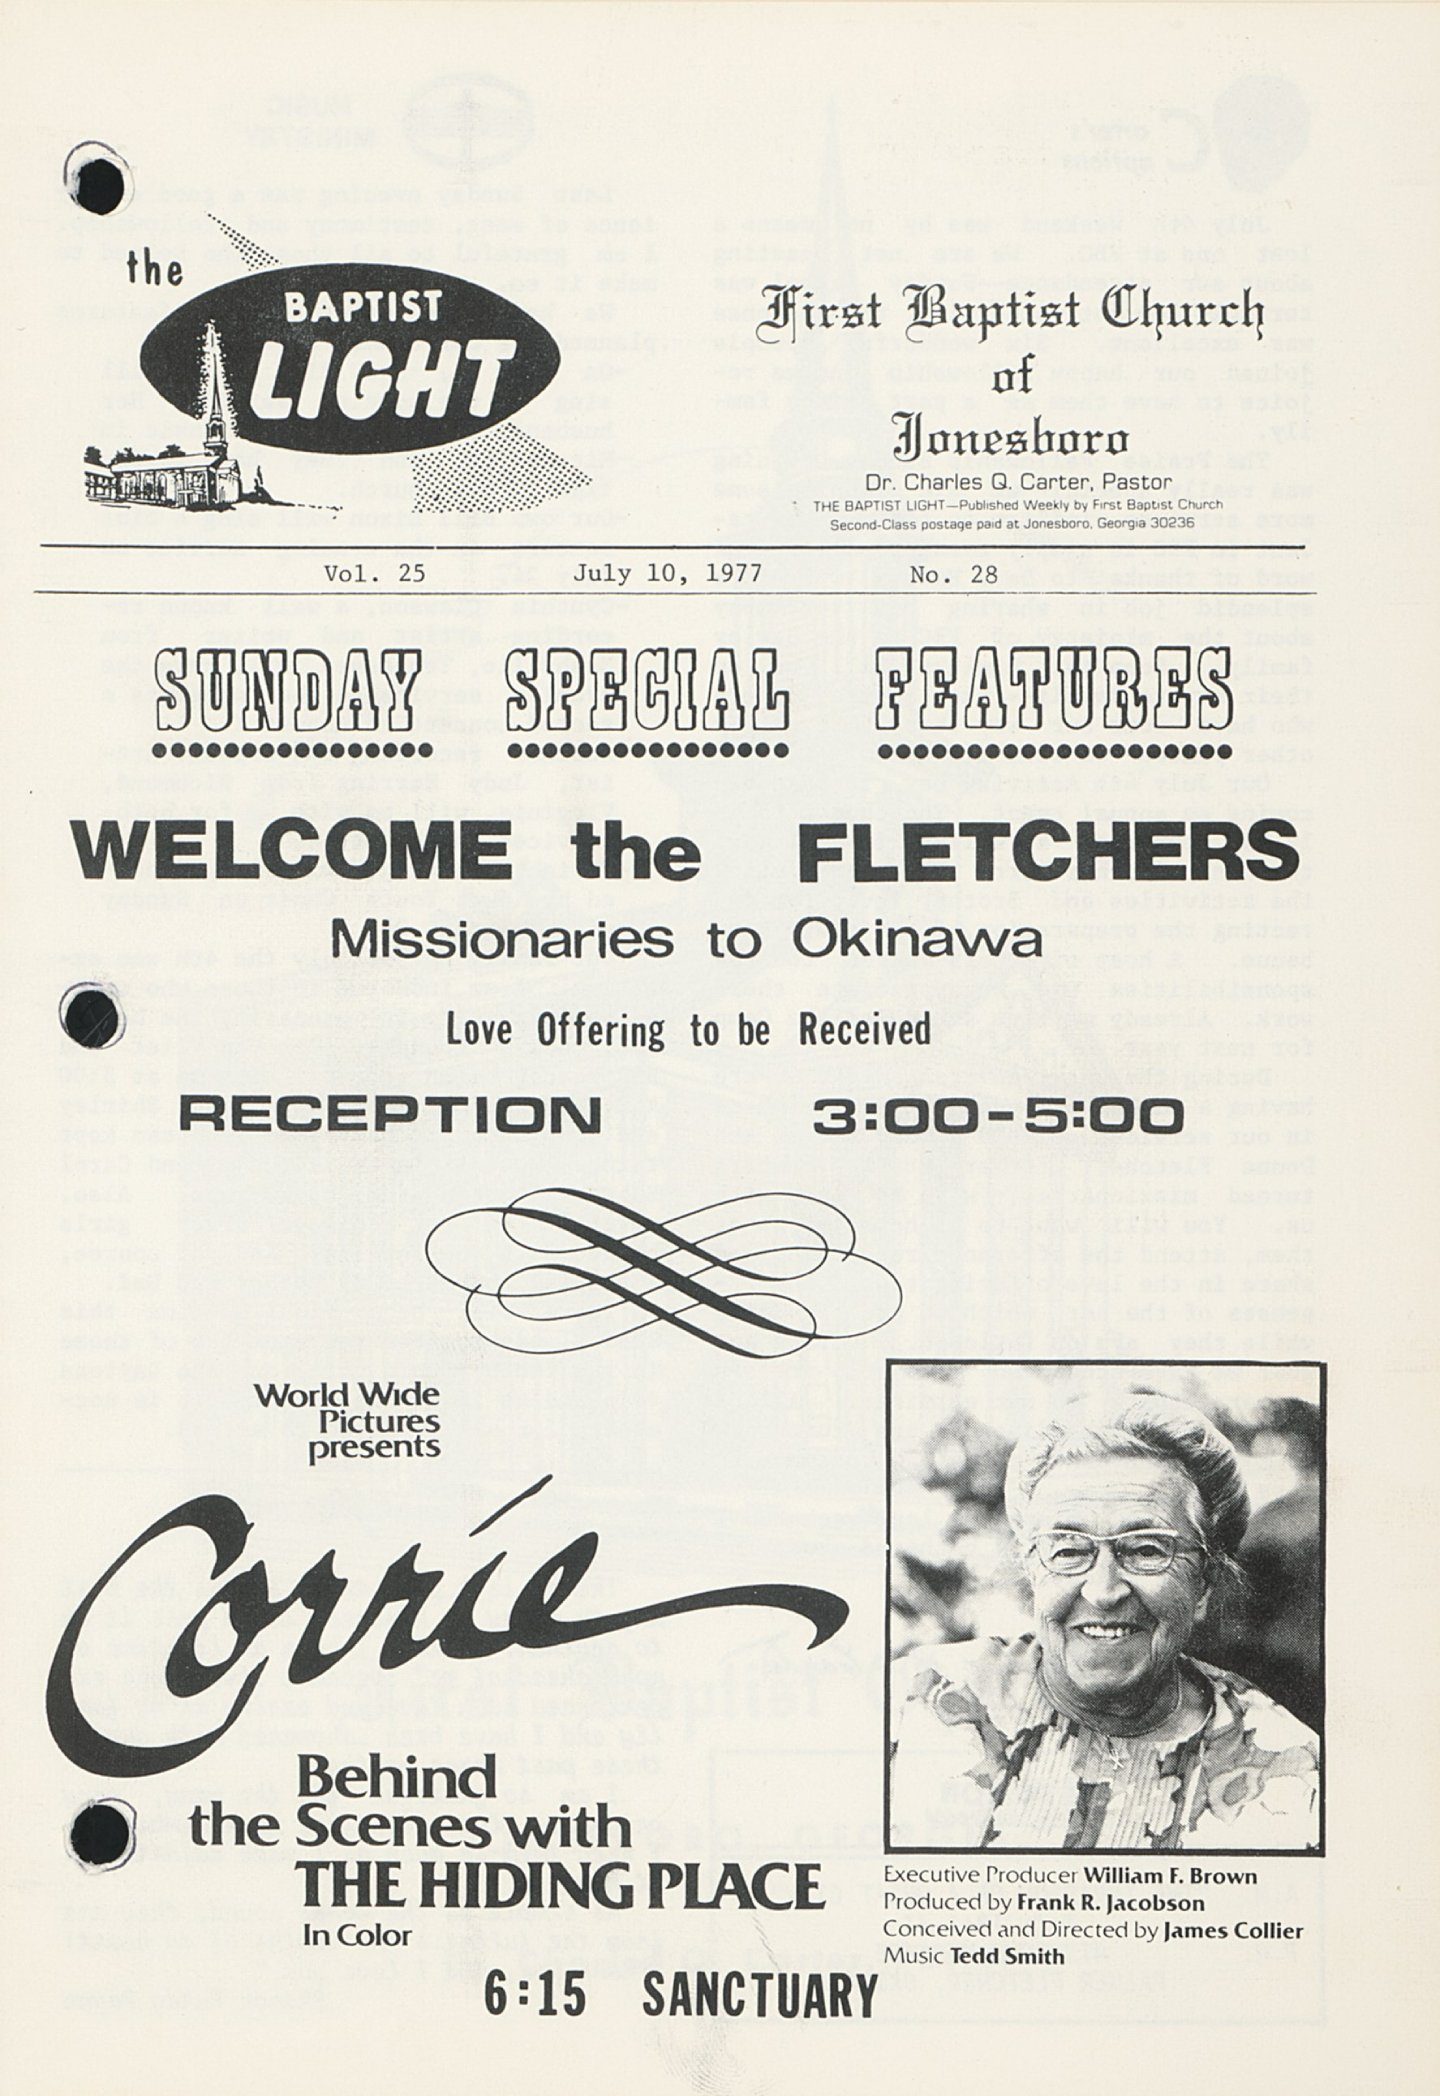 the
BAPTIST
LIGHT
First Baptist Church
of
Jonesboro
Dr. Charles Q. Carter, Pastor
THE BAPTIST LIGHT—Published Weekly by First Baptist Church
Second-Class postage paid at Jonesboro, Georgia 30236
Vol. 25 July 10, 1977 No. 28
SUNDAY SPECIAL FEATURES
WELCOME the FLETCHERS
Missionaries to Okinawa
Love Offering to be Received
RECEPTION 3:00-5:00
World Wide
Pictures
presents
Corrie
Behind
the Scenes with
THE HIDING PLACE
In Color
Executive Producer William F. Brown
Produced by Frank R. Jacobson
Conceived and Directed by James Collier
Music Tedd Smith
6:15 SANCTUARY